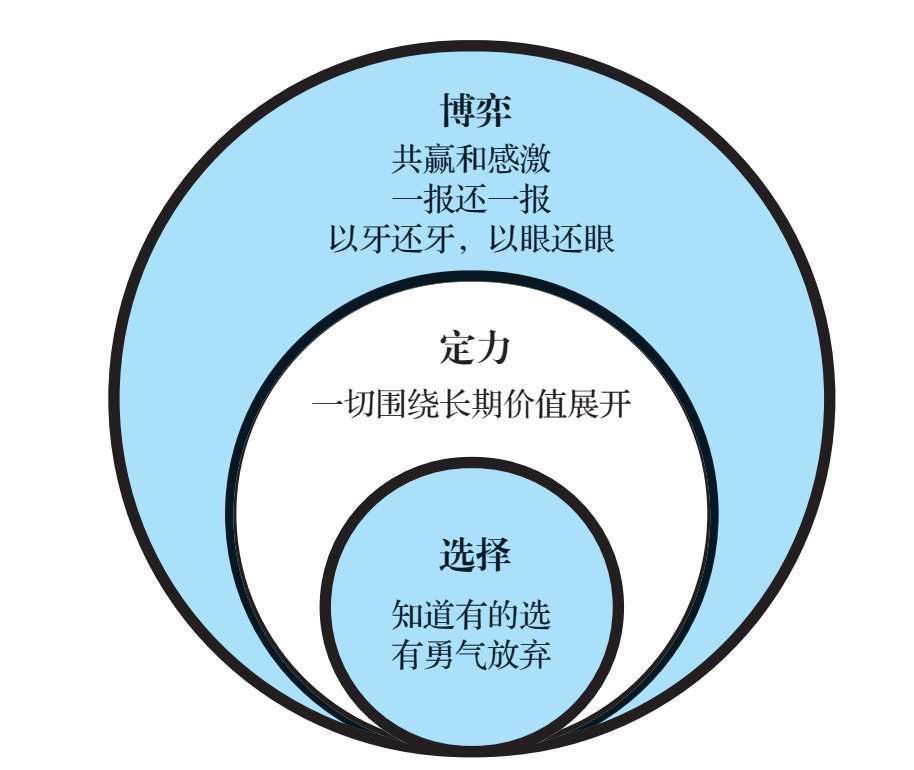 博弈
共赢和感激
一报还一报
以牙还牙，以眼还眼
定力
一切围绕长期价值展开
选择
知道有的选
有勇气放弃